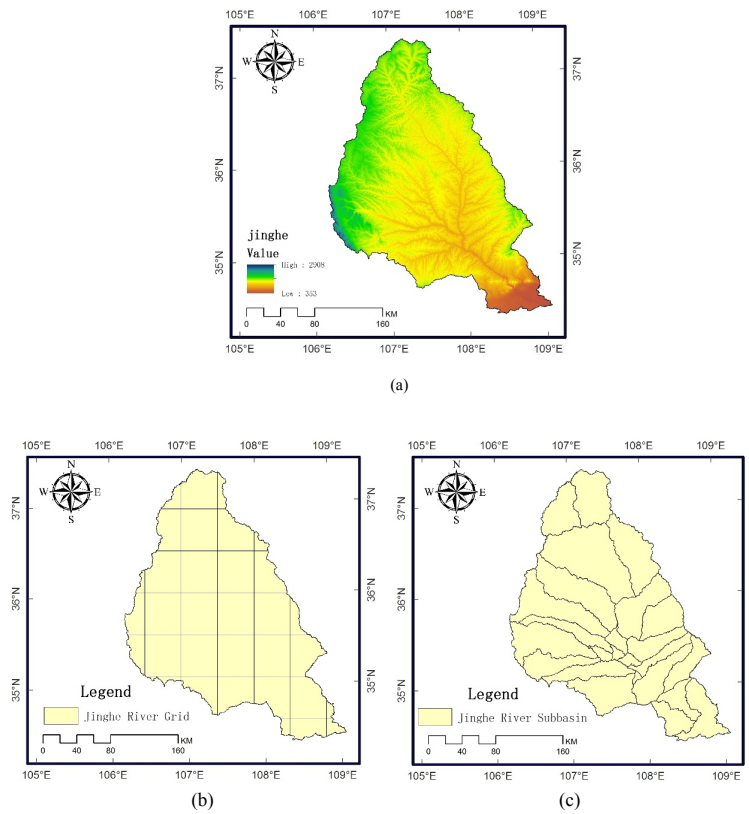 105°E 106°E 107°E 108°E 109°E
N
W E
S
37°N 37°N
36°N 36°N
35°N 35°N
jinghe
Value
High : 2908
Low : 353
0 40 80 160 KM
105°E 106°E 107°E 108°E 109°E
(a)
105°E 106°E 107°E 108°E 109°E
N
W E
S
37°N 37°N
36°N 36°N
35°N 35°N
Legend
Jinghe River Grid
0 40 80 160 KM
105°E 106°E 107°E 108°E 109°E
(b)
105°E 106°E 107°E 108°E 109°E
N
W E
S
37°N 37°N
36°N 36°N
35°N 35°N
Legend
Jinghe River Subbasin
0 40 80 160 KM
105°E 106°E 107°E 108°E 109°E
(c)